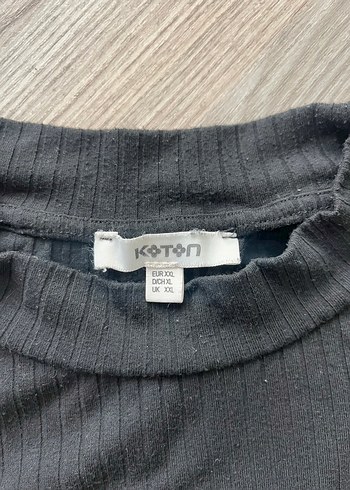 KOTON
EUR XXL
D/CH XL
UK XXL